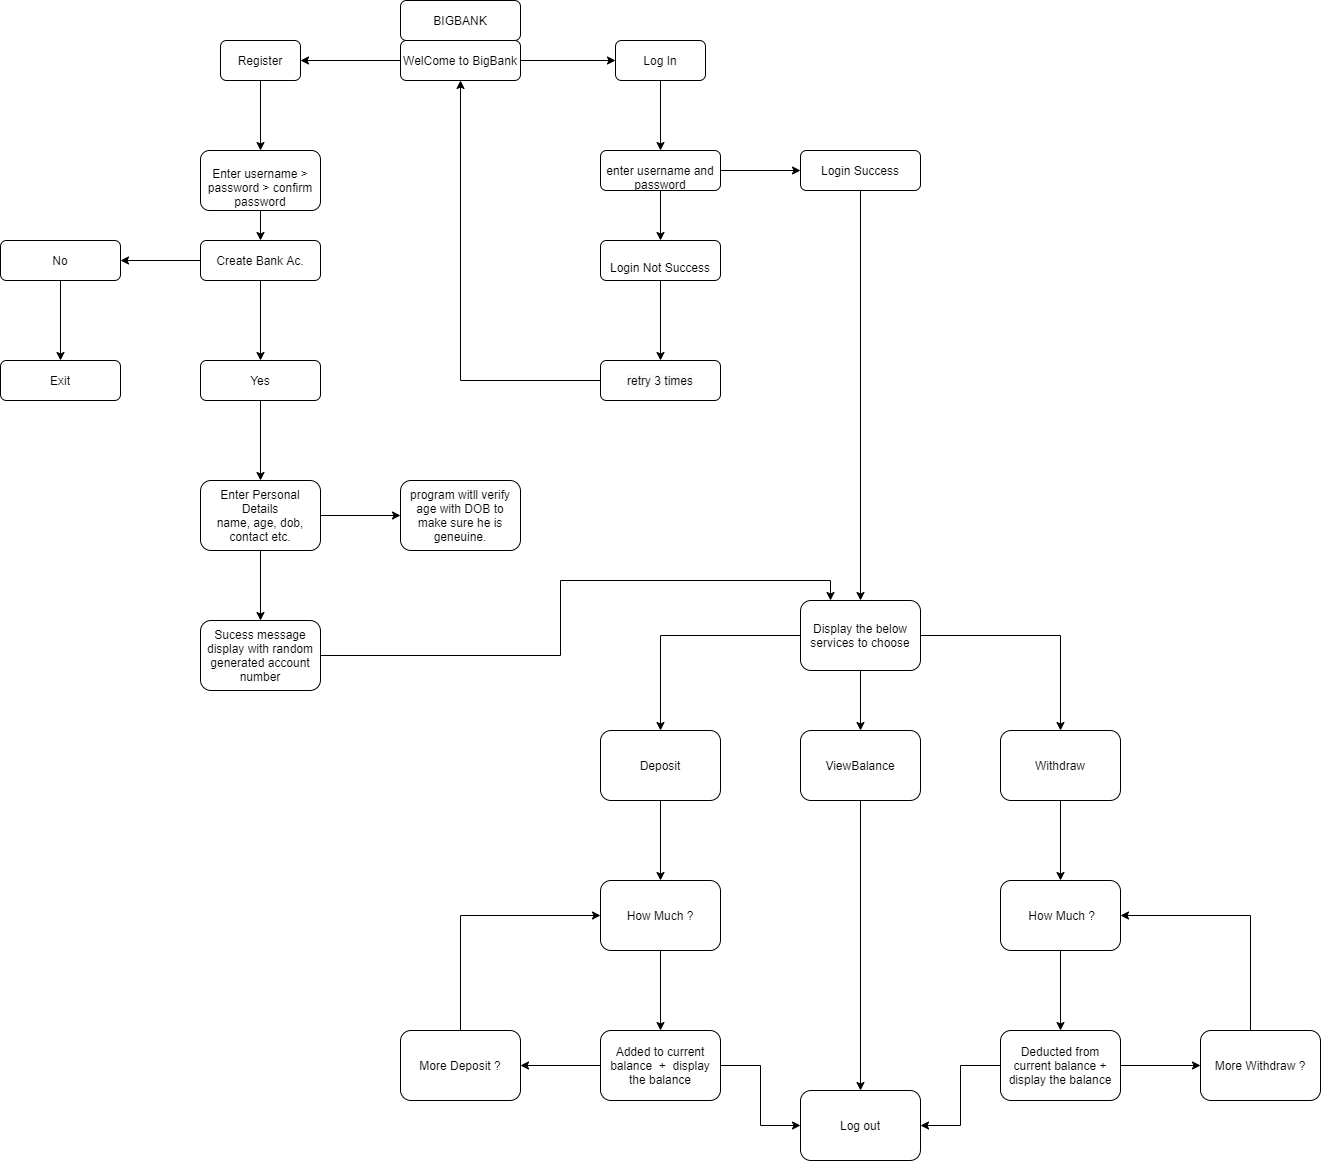 BIGBANK
Register
WelCome to BigBank
Log In
Enter username >
password > confirm
password
enter username and
password
Login Success
No
Create Bank Ac.
Login Not Success
Exit
Yes
retry 3 times
Enter Personal
Details
name, age, dob,
contact etc.
program witll verify
age with DOB to
make sure he is
geneuine.
Sucess message
display with random
generated account
number
Display the below
services to choose
Deposit
ViewBalance
Withdraw
How Much ?
How Much ?
More Deposit ?
Added to current
balance + display
the balance
Deducted from
current balance +
display the balance
More Withdraw ?
Log out